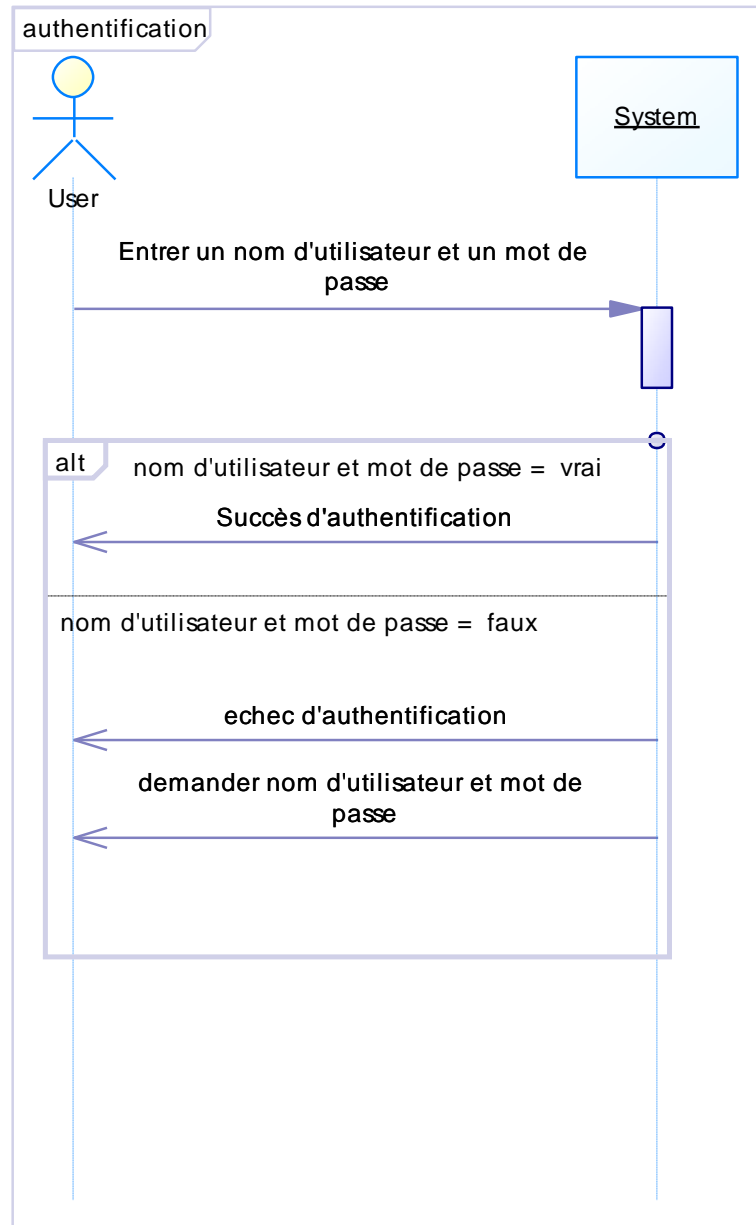 authentification
System
User
Entrer un nom d'utilisateur et un mot de
passe
alt
nom d'utilisateur et mot de passe = vrai
Succès d'authentification
nom d'utilisateur et mot de passe = faux
echec d'authentification
demander nom d'utilisateur et mot de
passe